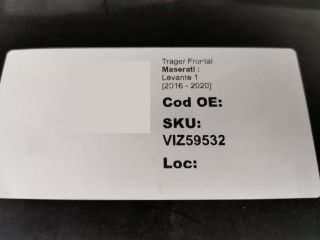 Trager Frontal
Maserati :
Levante 1
[2016 - 2020]
Cod OE:
SKU:
VIZ59532
Loc: